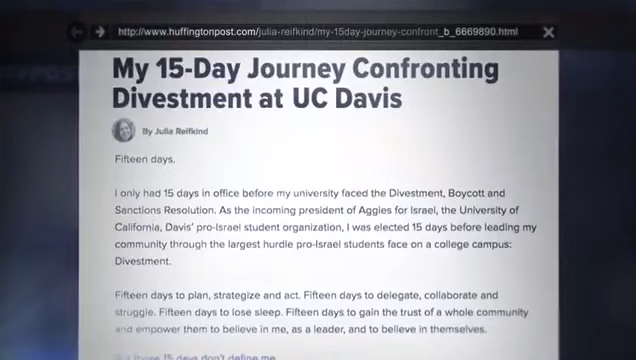 http://www.huffingtonpost.com/julia-reifkind/my-15day-journey-confront_b_6669890.html
My 15-Day Journey Confronting
Divestment at UC Davis
By Julia Reifkind
Fifteen days.
I only had 15 days in office before my university faced the Divestment, Boycott and
Sanctions Resolution. As the incoming president of Aggies for Israel, the University of
California, Davis' pro-Israel student organization, I was elected 15 days before leading my
community through the largest hurdle pro-Israel students face on a college campus:
Divestment.
Fifteen days to plan, strategize and act. Fifteen days to delegate, collaborate and
struggle. Fifteen days to lose sleep. Fifteen days to gain the trust of a whole community
and empower them to believe in me, as a leader, and to believe in themselves.
those 15 days don't define me